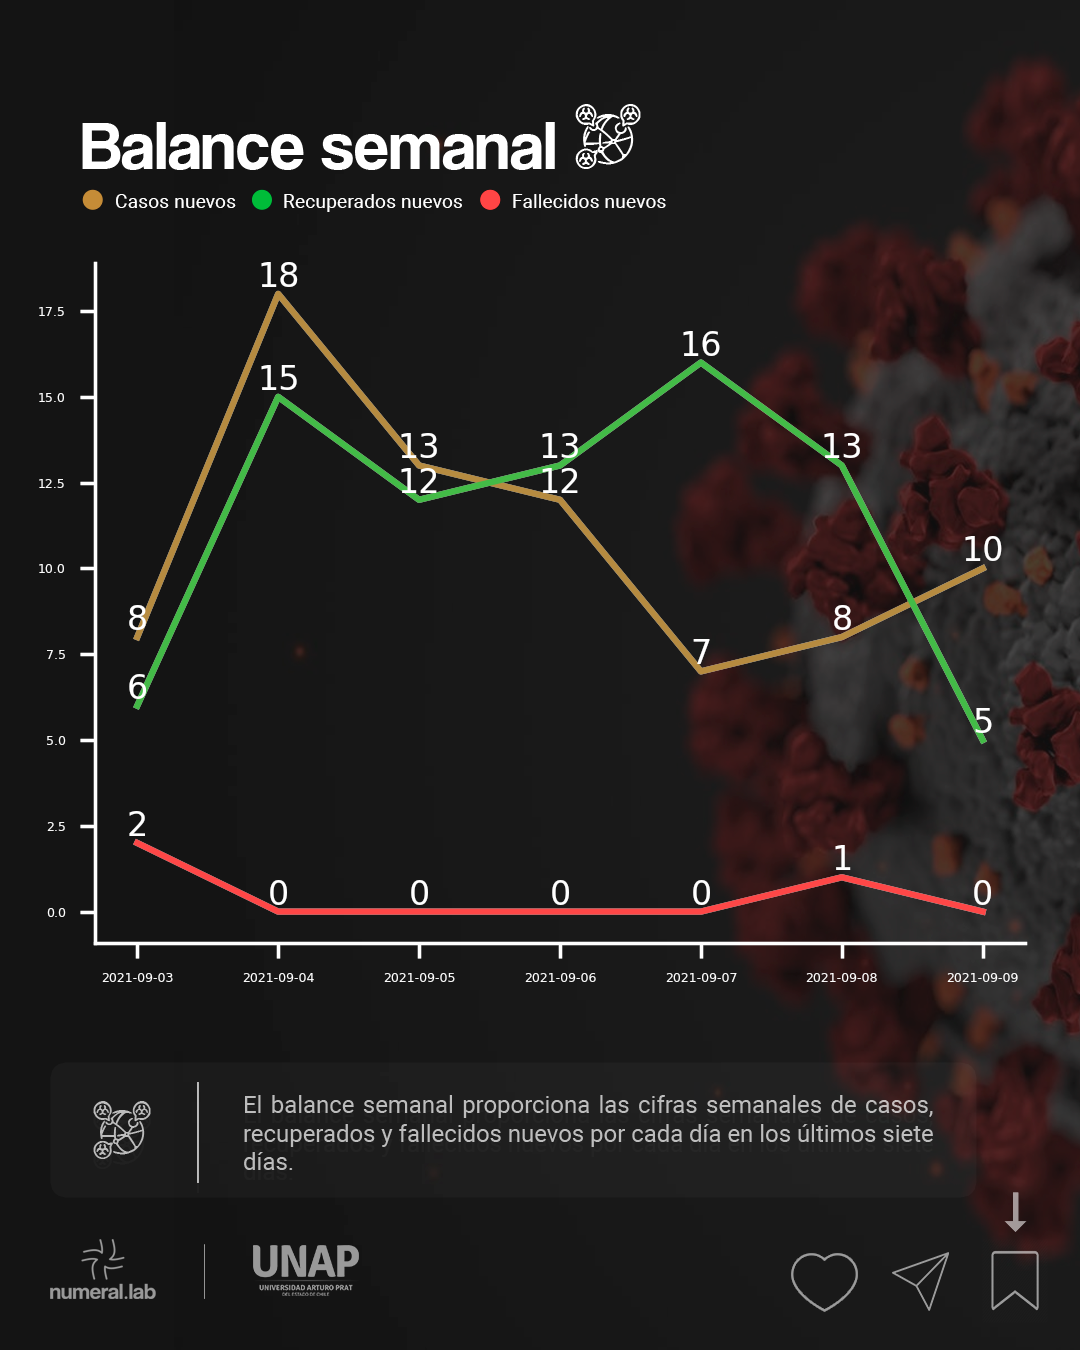 Balance semanal
Casos nuevos Recuperados nuevos Fallecidos nuevos
18
17.5
16
15
15.0
13 13 13
12.5 12 12
10.0 10
8 8
7.5 7
6
5.0 5
2.5 2
1
0.0 0 0 0 0 0
2021-09-03 2021-09-04 2021-09-05 2021-09-06 2021-09-07 2021-09-08 2021-09-09
El balance semanal proporciona las cifras semanales de casos,
recuperados y fallecidos nuevos por cada día en los últimos siete
días.
numeral.lab
UNAP
UNIVERSIDAD ARTURO PRAT
DEL ESTADO DE CHILE